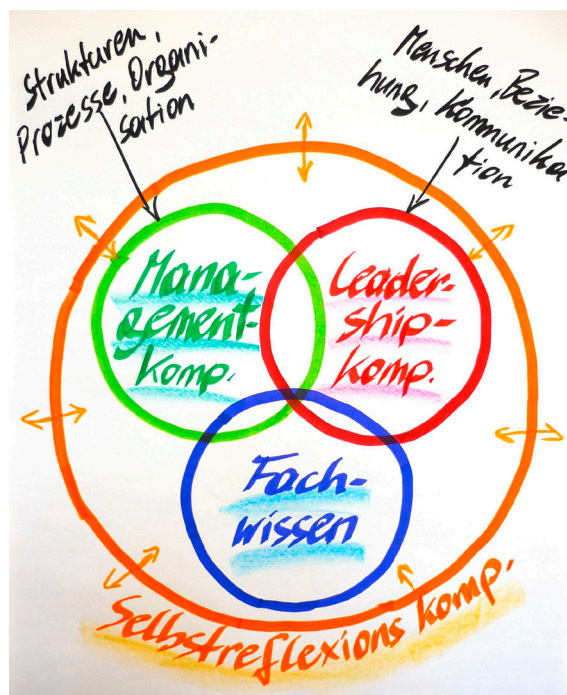 Strukturen,
Prozesse, Organi-
sation
Menschen, Bezie-
hung, Kommunika
tion
Mana-
gement-
komp.
Leader-
ship-
komp.
Fach-
wissen
Selbstreflexions komp.